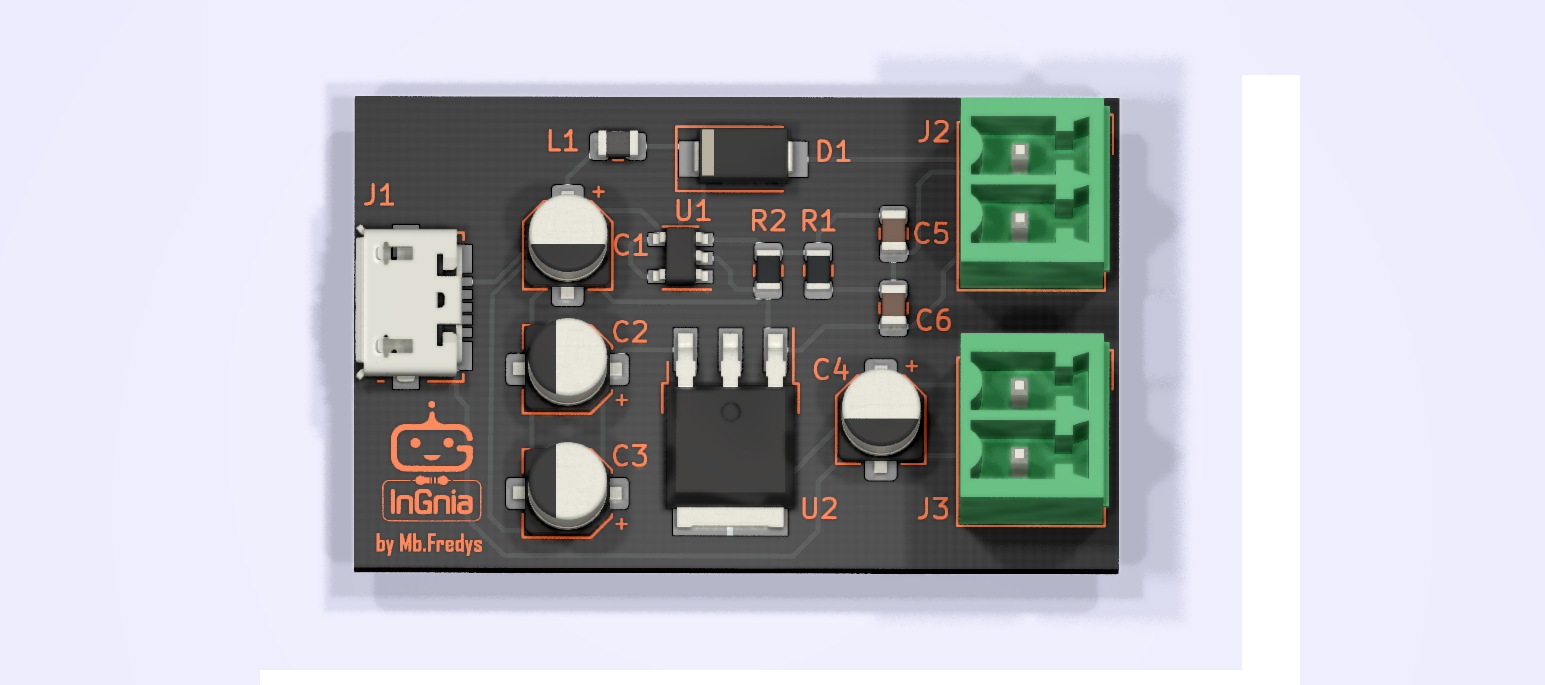 L1
D1
J2
J1
U1
R2
R1
+
C1
C5
C2
C6
C4
+
+
C3
U2
J3
+
InGnia
by Mb.Fredys